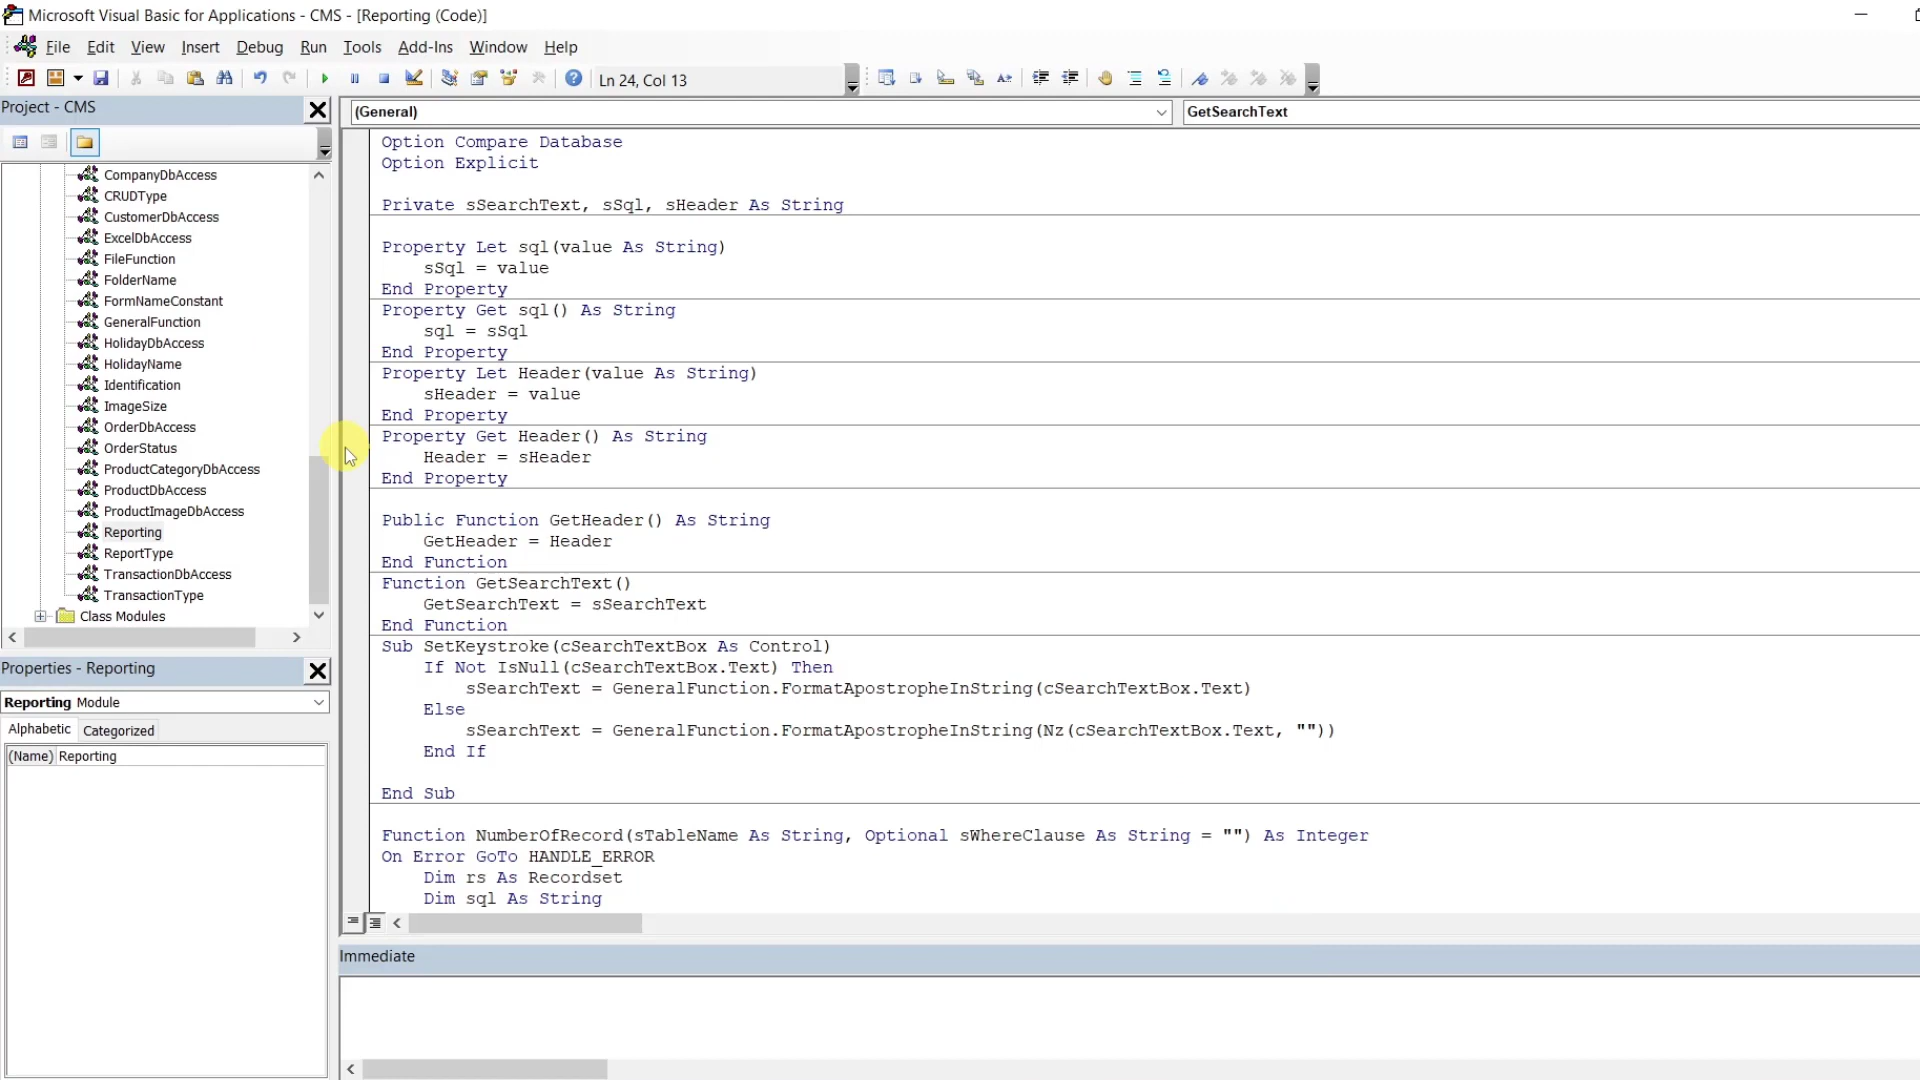 Microsoft Visual Basic for Applications - CMS - [Reporting (Code)]
File Edit View Insert Debug Run Tools Add-Ins Window Help
Ln 24, Col 13
Project - CMS
CompanyDbAccess
CRUDType
CustomerDbAccess
ExcelDbAccess
FileFunction
FolderName
FormNameConstant
GeneralFunction
HolidayDbAccess
HolidayName
Identification
ImageSize
OrderDbAccess
OrderStatus
ProductCategoryDbAccess
ProductDbAccess
ProductImageDbAccess
Reporting
ReportType
TransactionDbAccess
TransactionType
Class Modules
Properties - Reporting
Reporting Module
Alphabetic Categorized
(Name) Reporting
(General) GetSearchText
Option Compare Database
Option Explicit
Private sSearchText, sSql, sHeader As String
Property Let sql(value As String)
sSql = value
End Property
Property Get sql() As String
sql = sSql
End Property
Property Let Header(value As String)
sHeader = value
End Property
Property Get Header() As String
Header = sHeader
End Property
Public Function GetHeader() As String
GetHeader = Header
End Function
Function GetSearchText()
GetSearchText = sSearchText
End Function
Sub SetKeystroke(cSearchTextBox As Control)
If Not IsNull(cSearchTextBox.Text) Then
sSearchText = GeneralFunction.FormatApostropheInString(cSearchTextBox.Text)
Else
sSearchText = GeneralFunction.FormatApostropheInString(Nz(cSearchTextBox.Text, ""))
End If
End Sub
Function NumberOfRecord(sTableName As String, Optional sWhereClause As String = "") As Integer
On Error GoTo HANDLE_ERROR
Dim rs As Recordset
Dim sql As String
Immediate